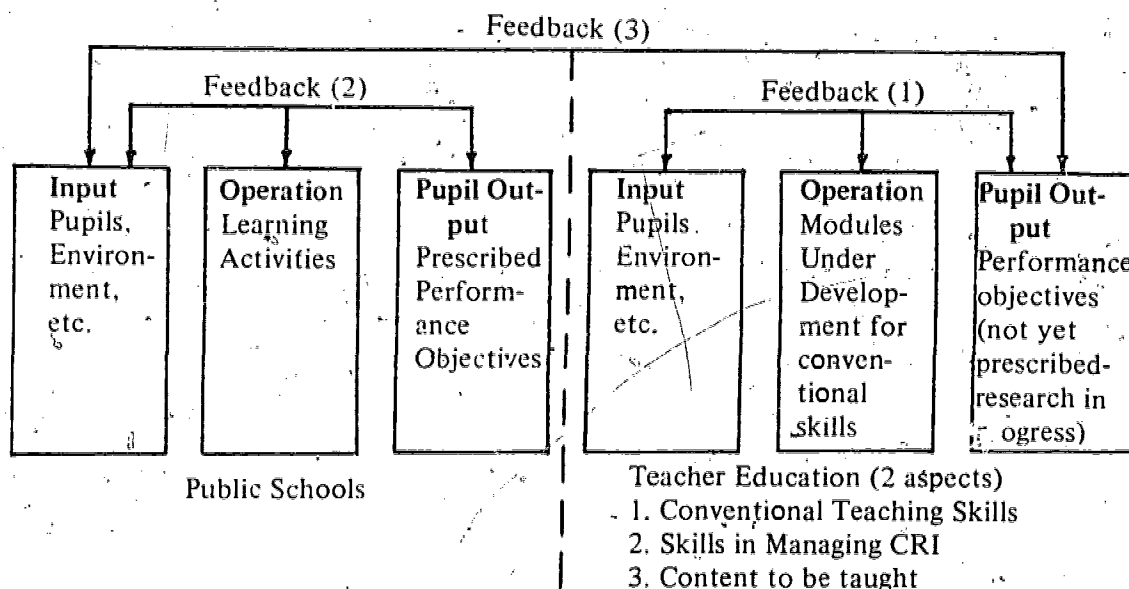 Feedback (3)
Feedback (2)
Feedback (1)
Input
Pupils,
Environ-
ment,
etc.
Operation
Learning
Activities
Pupil Out-
put
Prescribed
Perform-
ance
Objectives
Input
Pupils.
Environ-
ment,
etc.
Operation
Modules
Under
Develop-
ment for
conven-
tional
skills
Pupil Out-
put
Performance
objectives
(not yet
prescribed-
research in
ogress)
Public Schools
Teacher Education (2 aspects)
1. Conventional Teaching Skills
2. Skills in Managing CRI
3. Content to be taught